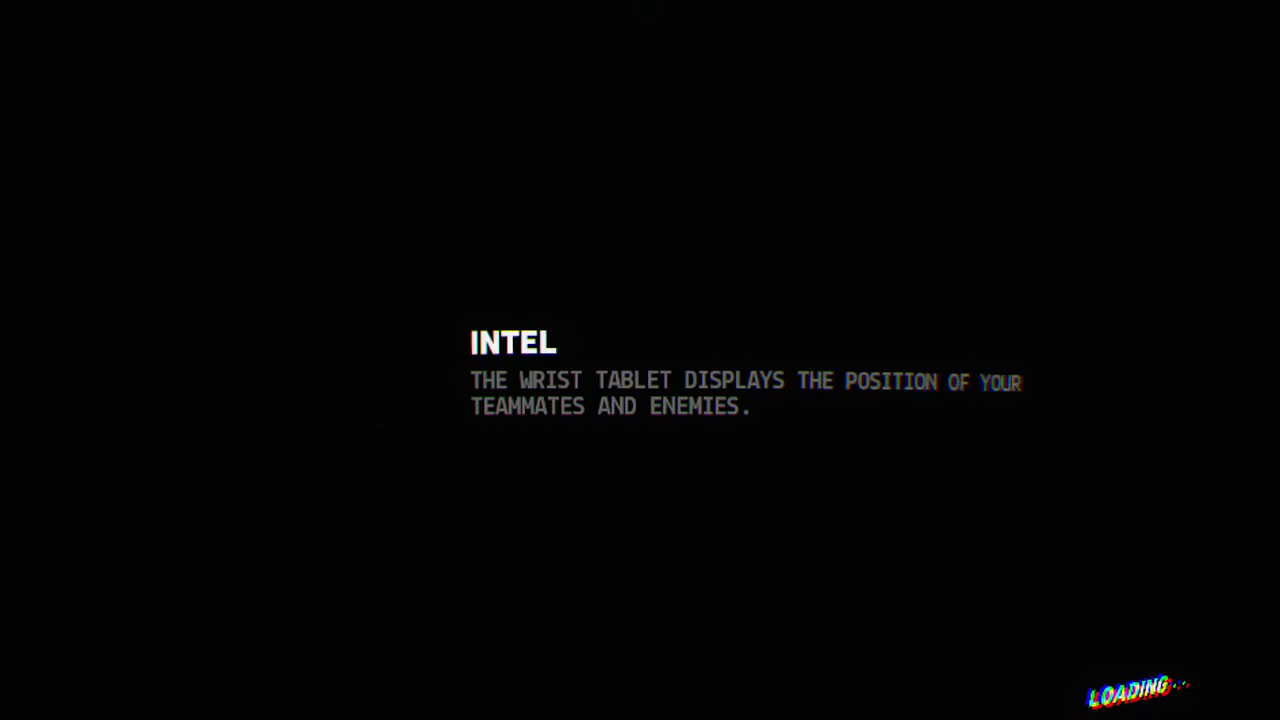 INTEL
THE WRIST TABLET DISPLAYS THE POSITION OF YOUR
TEAMMATES AND ENEMIES.
LOADING...